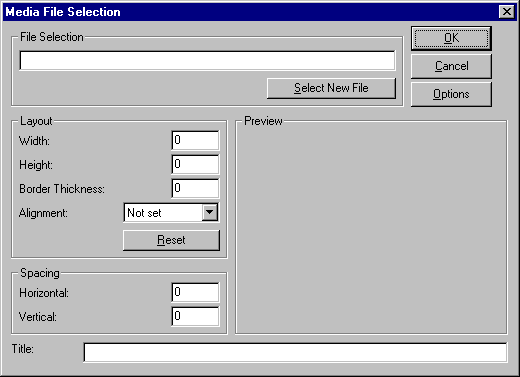 Media File Selection
File Selection
OK
Cancel
Select New File
Options
Layout
Preview
Width: 0
Height: 0
Border Thickness: 0
Alignment: Not set
Reset
Spacing
Horizontal: 0
Vertical: 0
Title: